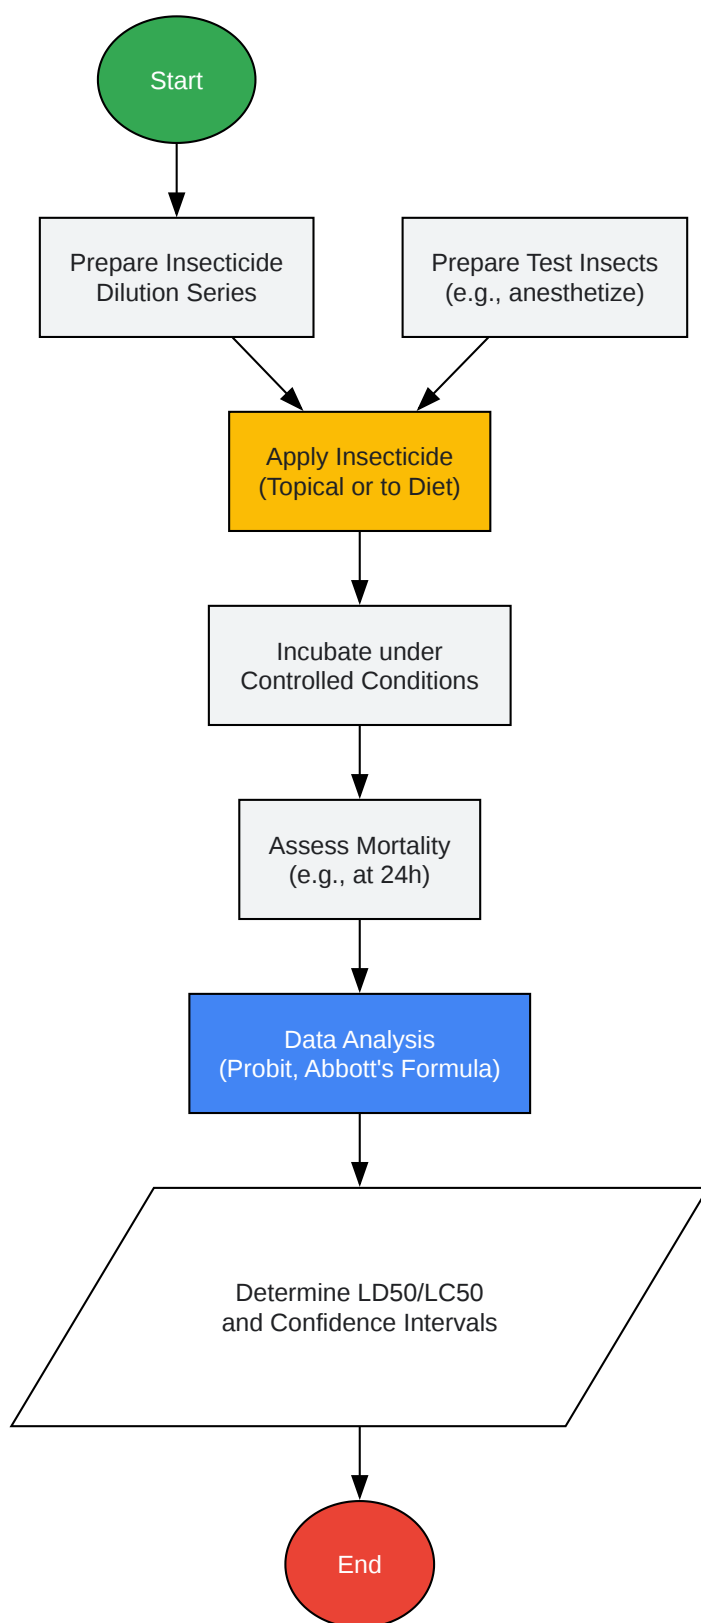 Start
Prepare Insecticide
Dilution Series
Prepare Test Insects
(e.g., anesthetize)
Apply Insecticide
(Topical or to Diet)
Incubate under
Controlled Conditions
Assess Mortality
(e.g., at 24h)
Data Analysis
(Probit, Abbott's Formula)
Determine LD50/LC50
and Confidence Intervals
End